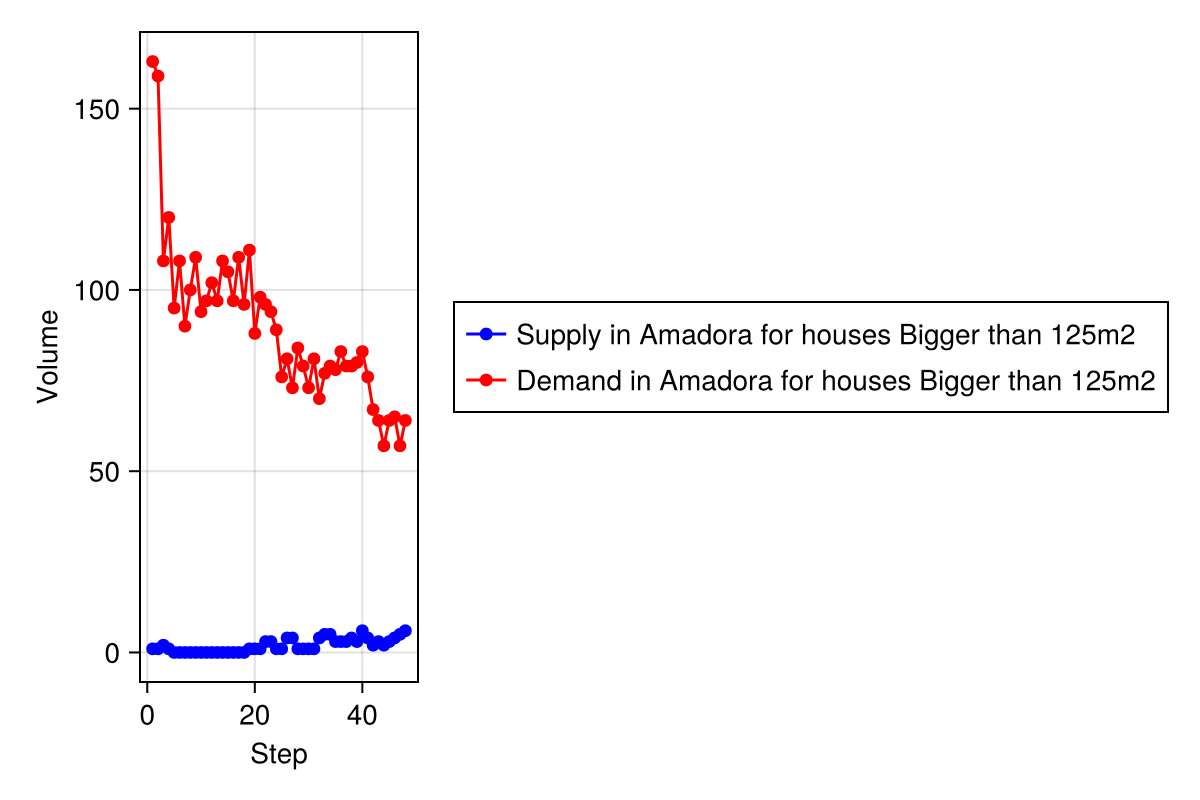 150
100
50
0
Volume
0 20 40
Step
Supply in Amadora for houses Bigger than 125m2
Demand in Amadora for houses Bigger than 125m2